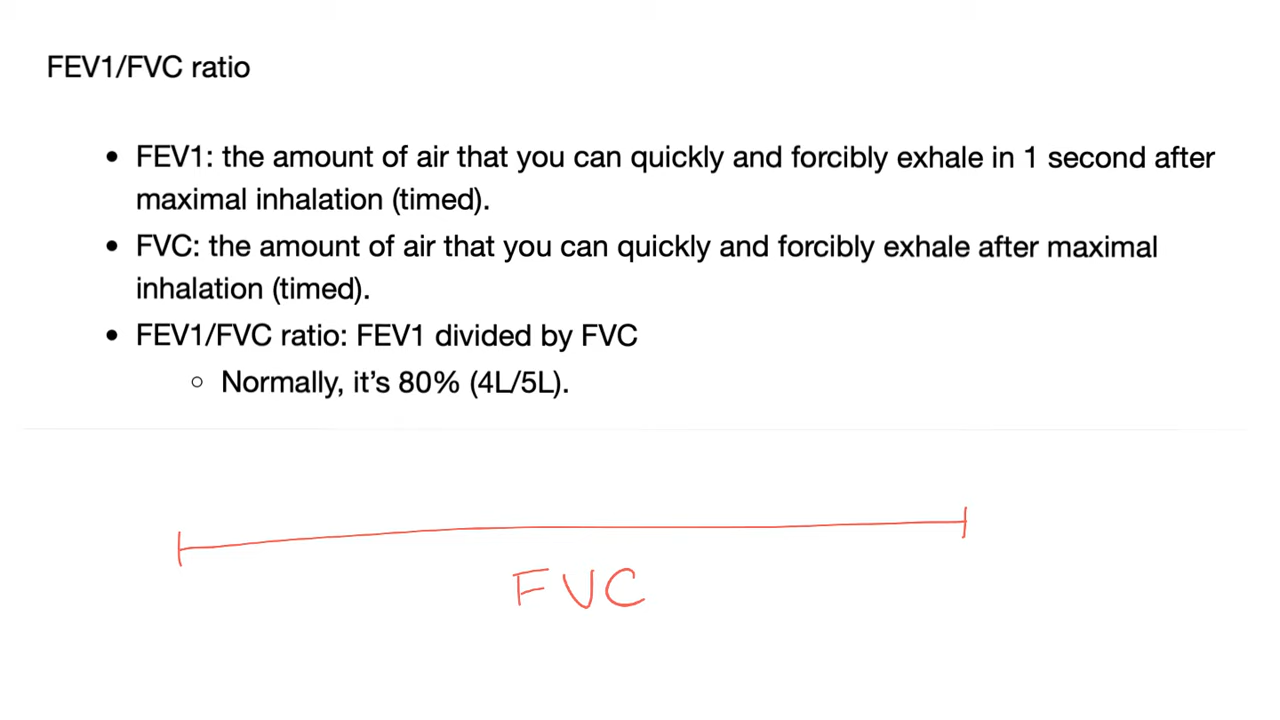 FEV1/FVC ratio
• FEV1: the amount of air that you can quickly and forcibly exhale in 1 second after
maximal inhalation (timed).
• FVC: the amount of air that you can quickly and forcibly exhale after maximal
inhalation (timed).
• FEV1/FVC ratio: FEV1 divided by FVC
○ Normally, it’s 80% (4L/5L).
FVC